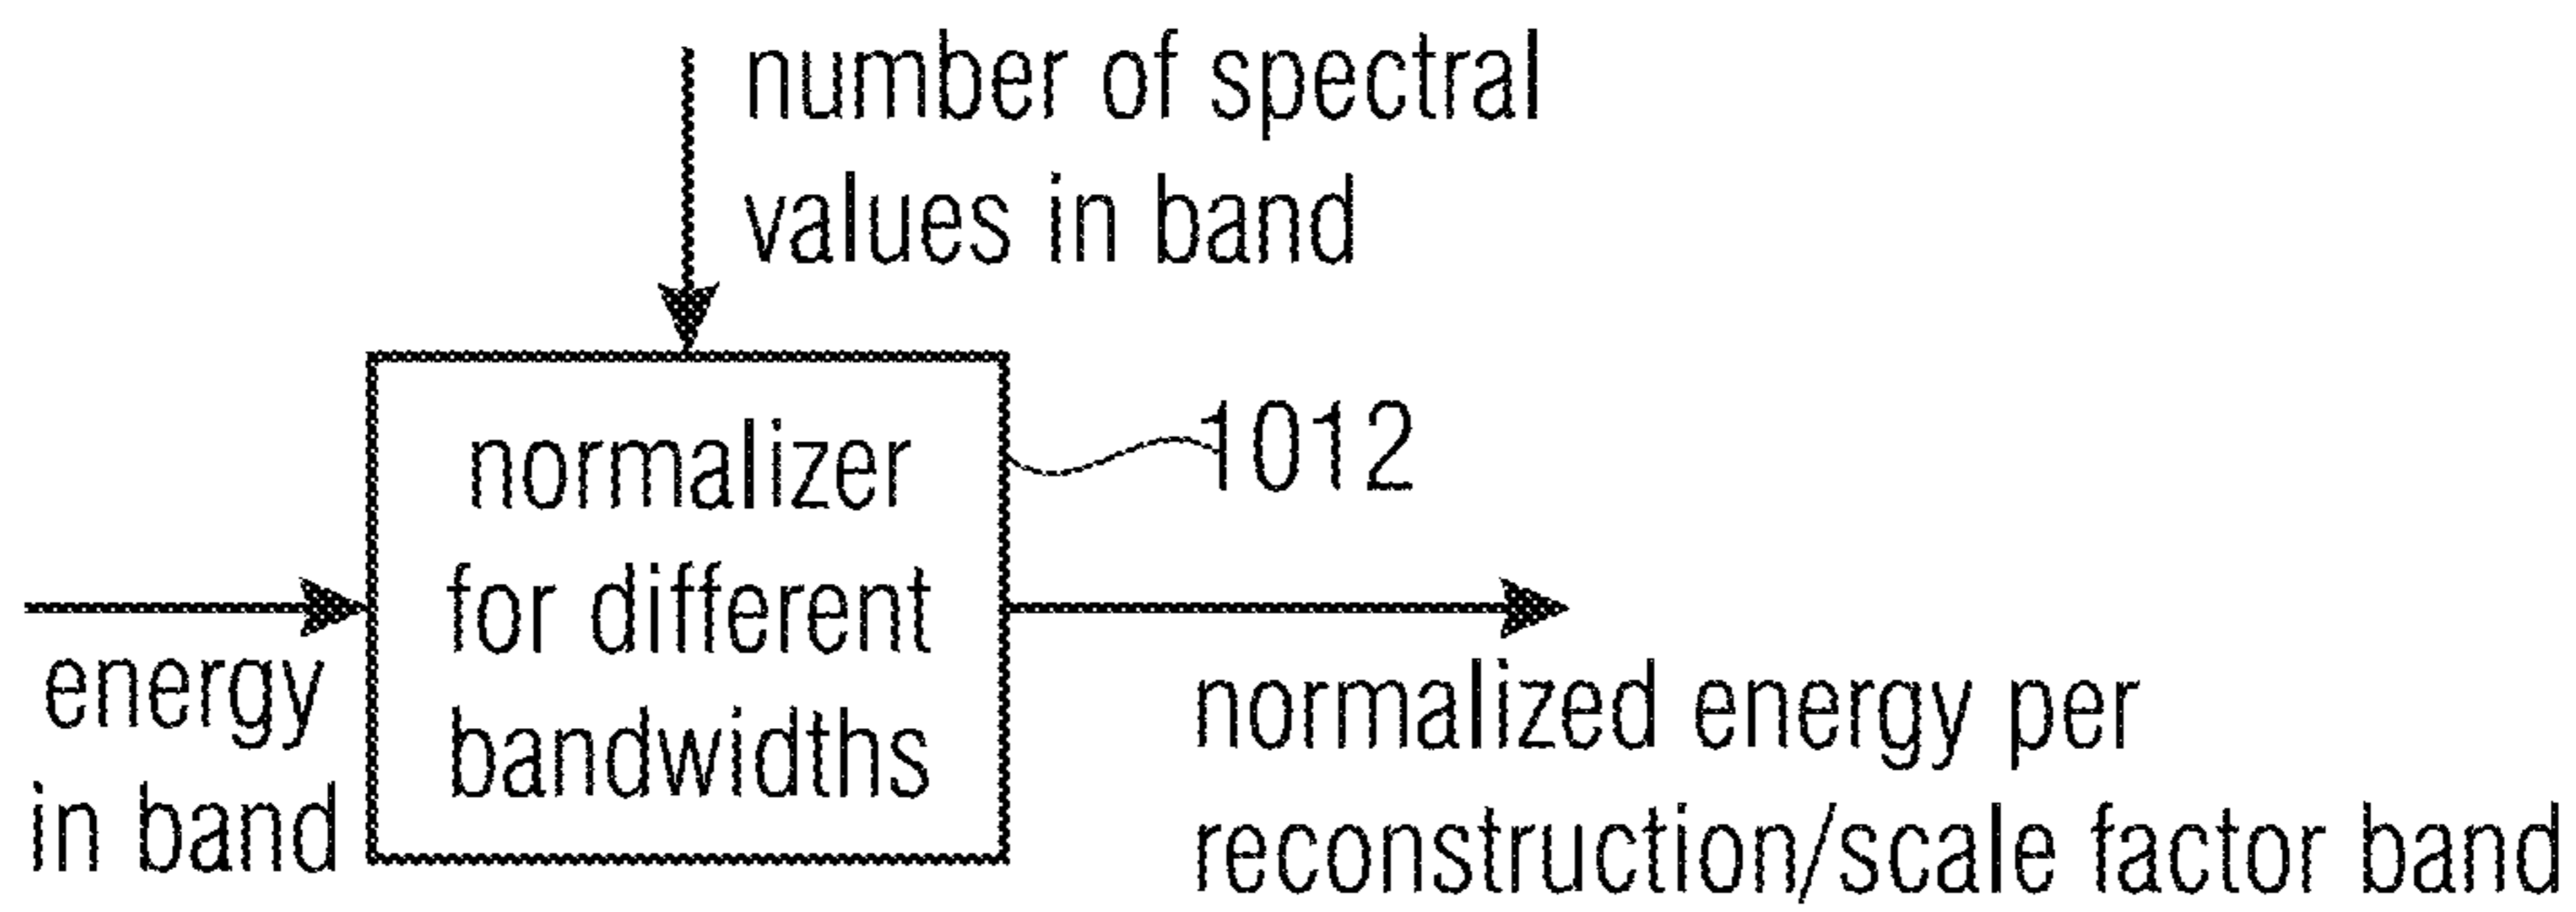 number of spectral
values in band
1012
normalizer
for different
bandwidths
energy
in band
normalized energy per
reconstruction/scale factor band